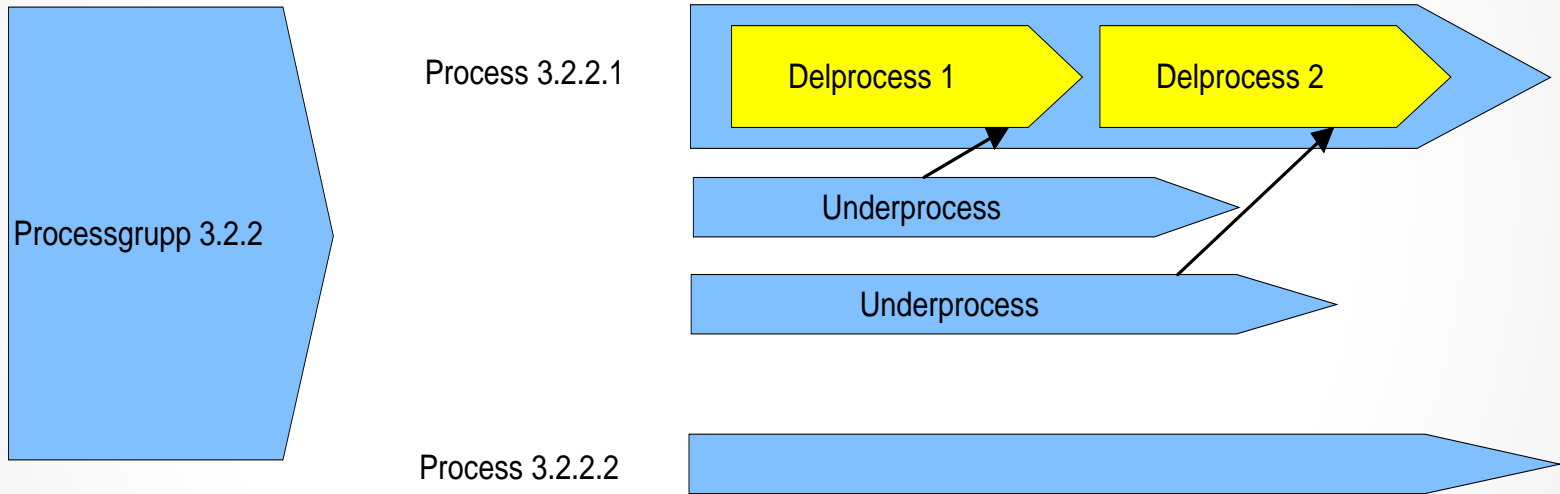 Processgrupp 3.2.2
Process 3.2.2.1
Delprocess 1
Delprocess 2
Underprocess
Underprocess
Process 3.2.2.2